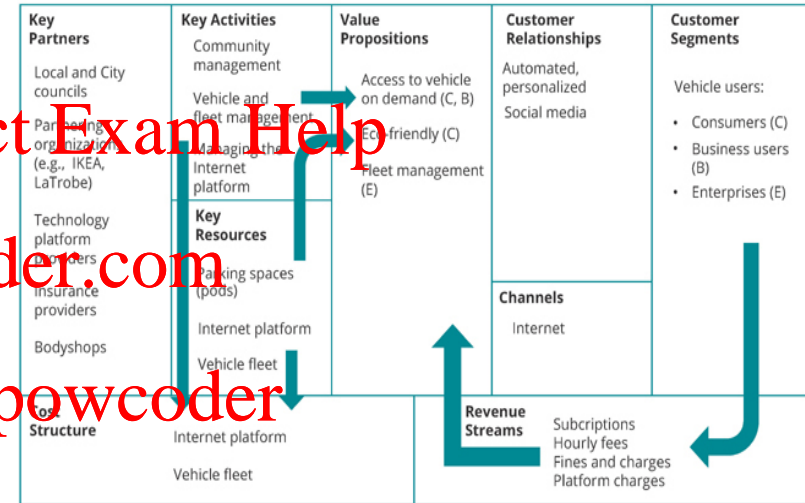 Key
Partners
Local and City
councils
Partnering
organizations
(e.g., IKEA,
LaTrobe)
Technology
platform
providers
Insurance
providers
Bodyshops
Key Activities
Community
management
Vehicle and
fleet management
Managing the
Internet
platform
Key
Resources
Parking spaces
(pods)
Internet platform
Vehicle fleet
Value
Propositions
Access to vehicle
on demand (C, B)
Eco-friendly (C)
Fleet management
(E)
Customer
Relationships
Automated,
personalized
Social media
Channels
Internet
Customer
Segments
Vehicle users:
• Consumers (C)
• Business users
(B)
• Enterprises (E)
Cost
Structure
Internet platform
Vehicle fleet
Revenue
Streams
Subcriptions
Hourly fees
Fines and charges
Platform charges
ct Exam Help
der.com
powcoder